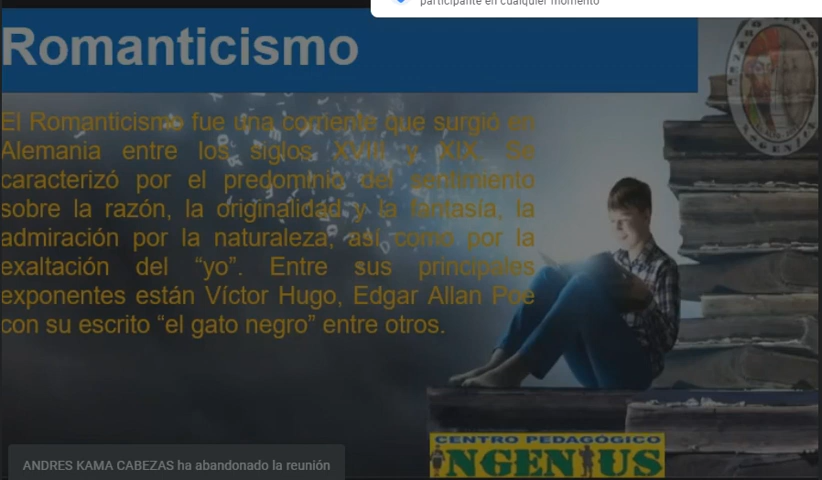 participante en cualquier momento
Romanticismo
El Romanticismo fue una corriente que surgió en
Alemania entre los siglos XVIII y XIX. Se
caracterizó por el predominio del sentimiento
sobre la razón, la originalidad y la fantasía, la
admiración por la naturaleza, así como por la
exaltación del “yo”. Entre sus principales
exponentes están Víctor Hugo, Edgar Allan Poe
con su escrito “el gato negro” entre otros.
CENTRO PEDAGÓGICO
INGENIUS
ANDRES KAMA CABEZAS ha abandonado la reunión